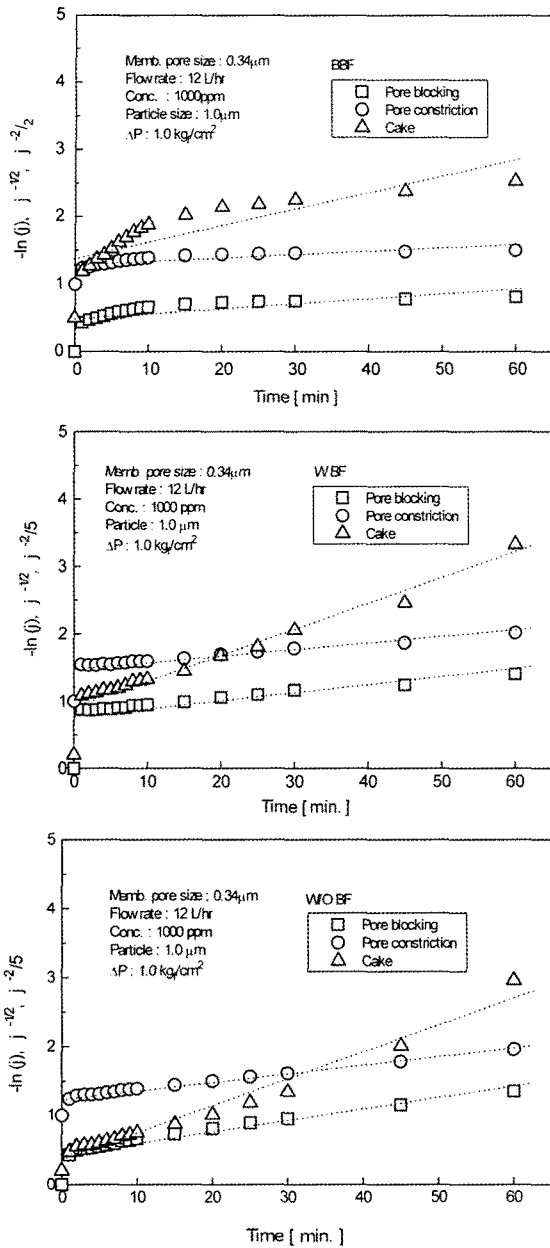 5
4
3
2
1
0
-ln (j), j -1/2, j -2/2
Memb. pore size : 0.34μm
Flow rate : 12 L/hr
Conc. : 1000ppm
Particle size : 1.0μm
ΔP : 1.0 kgf/cm2
BBF
Pore blocking
Pore constriction
Cake
0 10 20 30 40 50 60
Time [ min ]
5
4
3
2
1
0
-ln (j), j -1/2, j -2/5
Memb. pore size : 0.34μm
Flow rate : 12 L/hr
Conc. : 1000 ppm
Particle : 1.0 μm
ΔP : 1.0 kgf/cm2
W BF
Pore blocking
Pore constriction
Cake
0 10 20 30 40 50 60
Time [ min. ]
5
4
3
2
1
0
-ln (j), j -1/2, j -2/5
Memb. pore size : 0.34μm
Flow rate : 12 L/hr
Conc. : 1000 ppm
Particle : 1.0 μm
ΔP : 1.0 kgf/cm2
W/O BF
Pore blocking
Pore constriction
Cake
0 10 20 30 40 50 60
Time [ min. ]